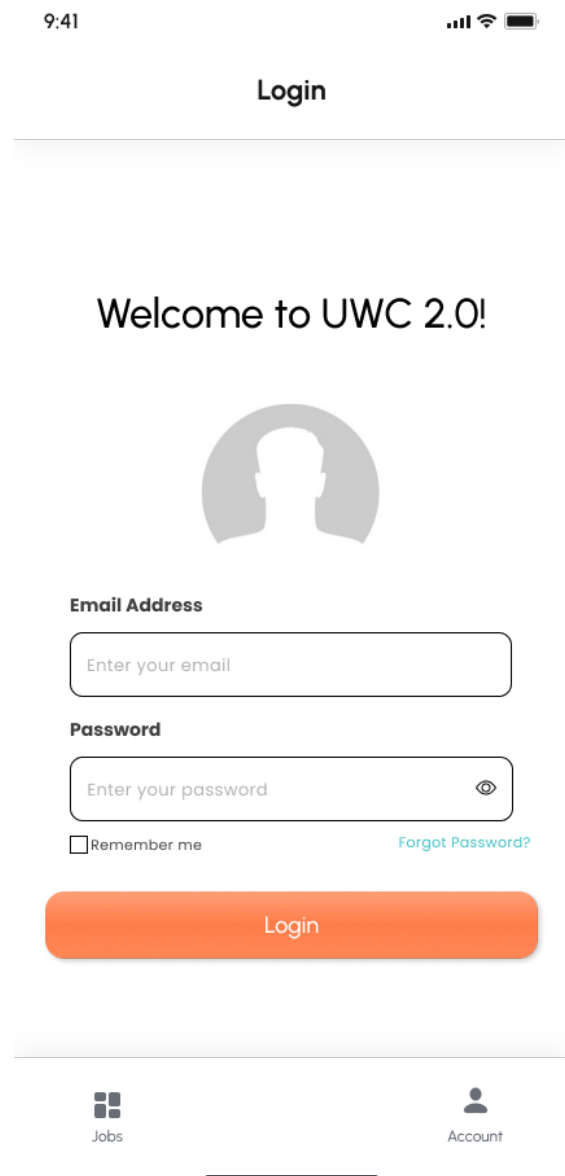 9:41
Login
Welcome to UWC 2.0!
Email Address
Enter your email
Password
Enter your password
Remember me Forgot Password?
Login
Jobs Account